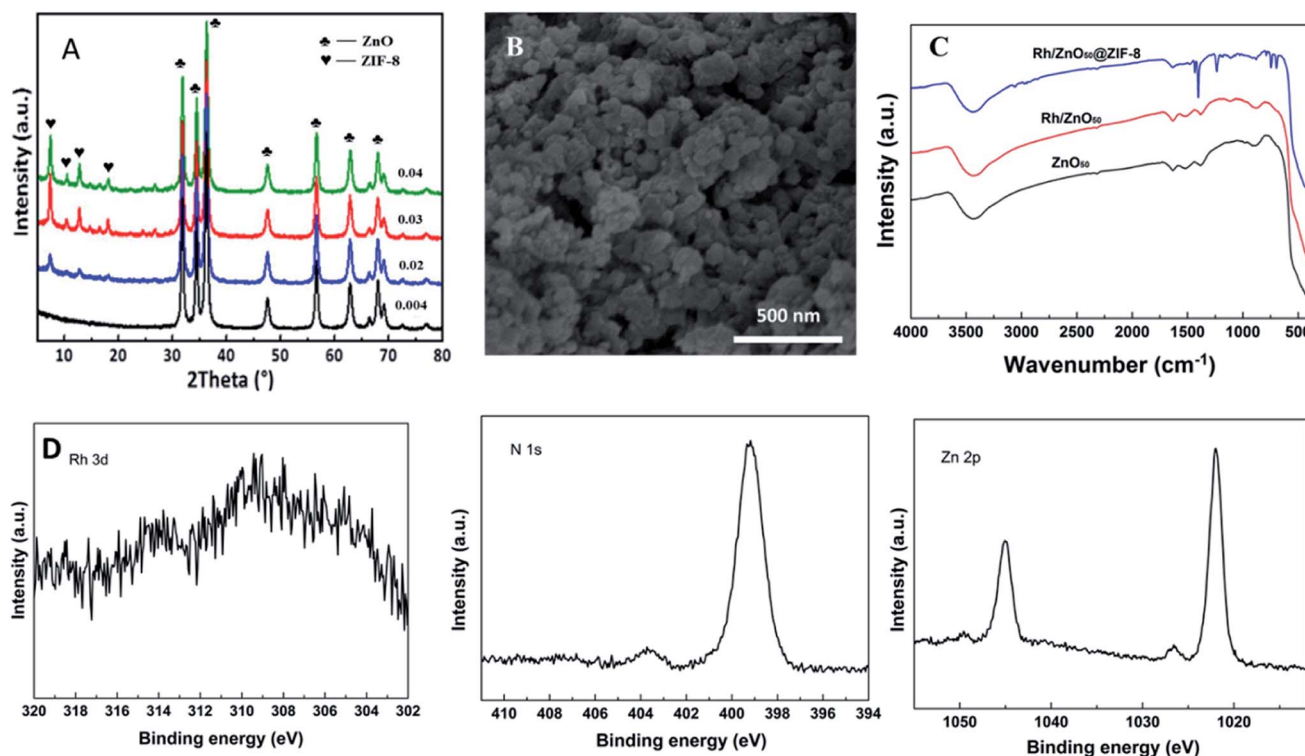 A
♣ — ZnO
♥ — ZIF-8
0.04
0.03
0.02
0.004
Intensity (a.u.)
10 20 30 40 50 60 70 80
2Theta (°)
B
500 nm
C
Rh/ZnO₅₀@ZIF-8
Rh/ZnO₅₀
ZnO₅₀
Intensity (a.u.)
4000 3500 3000 2500 2000 1500 1000 500
Wavenumber (cm⁻¹)
D
Rh 3d
Intensity (a.u.)
320 318 316 314 312 310 308 306 304 302
Binding energy (eV)
N 1s
Intensity (a.u.)
410 408 406 404 402 400 398 396 394
Binding energy (eV)
Zn 2p
Intensity (a.u.)
1050 1040 1030 1020
Binding energy (eV)